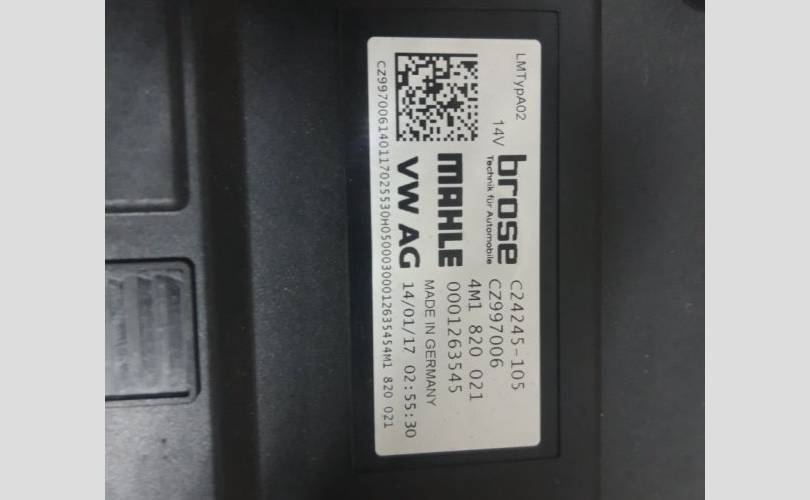 LMTypA02
14V
brose
Technik für Automobile
C24245-105
CZ997006
MAHLE
4M1 820 021
0001263545
VW AG
MADE IN GERMANY
14/01/17 02:55:30
CZ997006140117025530H05000300012635454M1 820 021